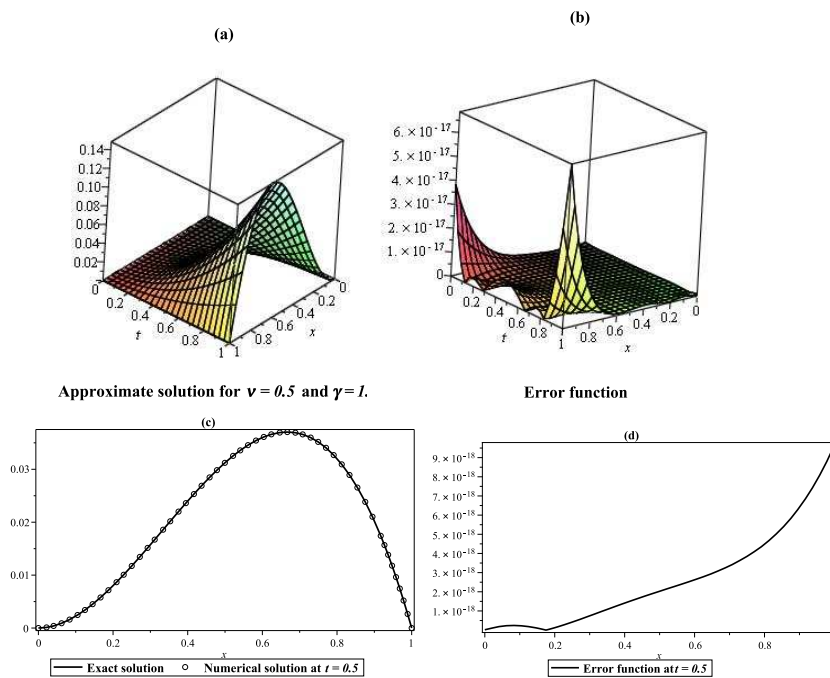 (a)
(b)
0.14
0.12
0.10
0.08
0.06
0.04
0.02
0
0.2
0.4
0.6
0.8
1
t
1
0.8
0.6
0.4
0.2
0
x
6. × 10 -17
5. × 10 -17
4. × 10 -17
3. × 10 -17
2. × 10 -17
1. × 10 -17
0
0
0.2
0.4
0.6
0.8
1
t
1
0.8
0.6
0.4
0.2
0
x
Approximate solution for ν = 0.5 and γ = 1.
Error function
(c)
0.03
0.02
0.01
0
0
0.2
0.4
0.6
0.8
1
x
Exact solution
Numerical solution at t = 0.5
(d)
9. × 10 -18
8. × 10 -18
7. × 10 -18
6. × 10 -18
5. × 10 -18
4. × 10 -18
3. × 10 -18
2. × 10 -18
1. × 10 -18
0
0.2
0.4
0.6
0.8
x
Error function at t = 0.5